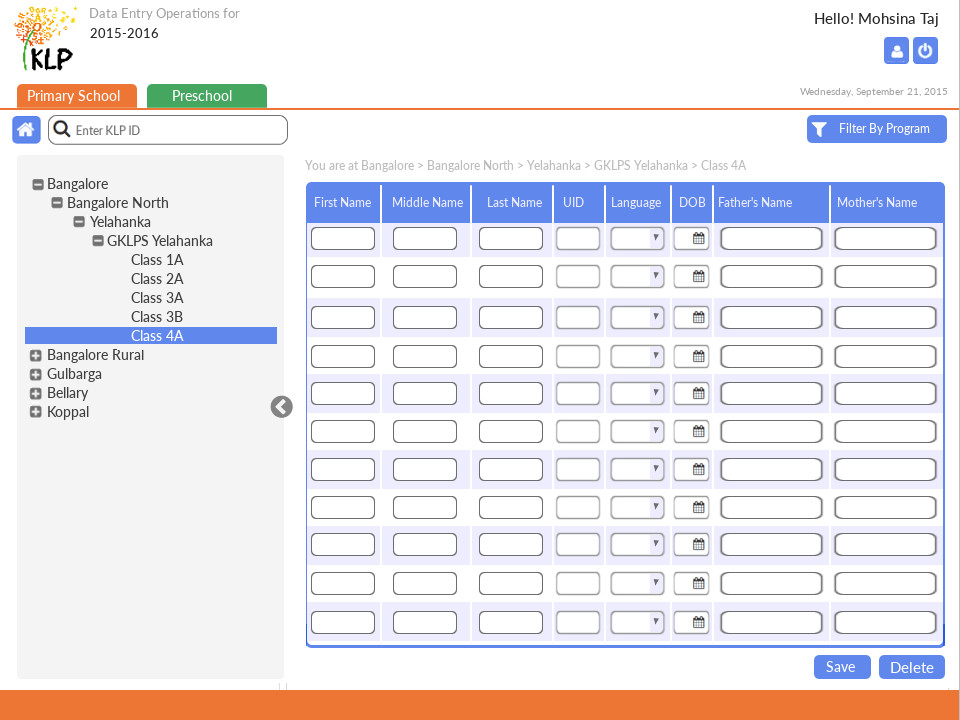 Data Entry Operations for
2015-2016
Hello! Mohsina Taj
KLP
Primary School
Preschool
Wednesday, September 21, 2015
Enter KLP ID
Filter By Program
You are at Bangalore > Bangalore North > Yelahanka > GKLPS Yelahanka > Class 4A
Bangalore
Bangalore North
Yelahanka
GKLPS Yelahanka
Class 1A
Class 2A
Class 3A
Class 3B
Class 4A
Bangalore Rural
Gulbarga
Bellary
Koppal
First Name Middle Name Last Name UID Language DOB Father's Name Mother's Name
Save Delete